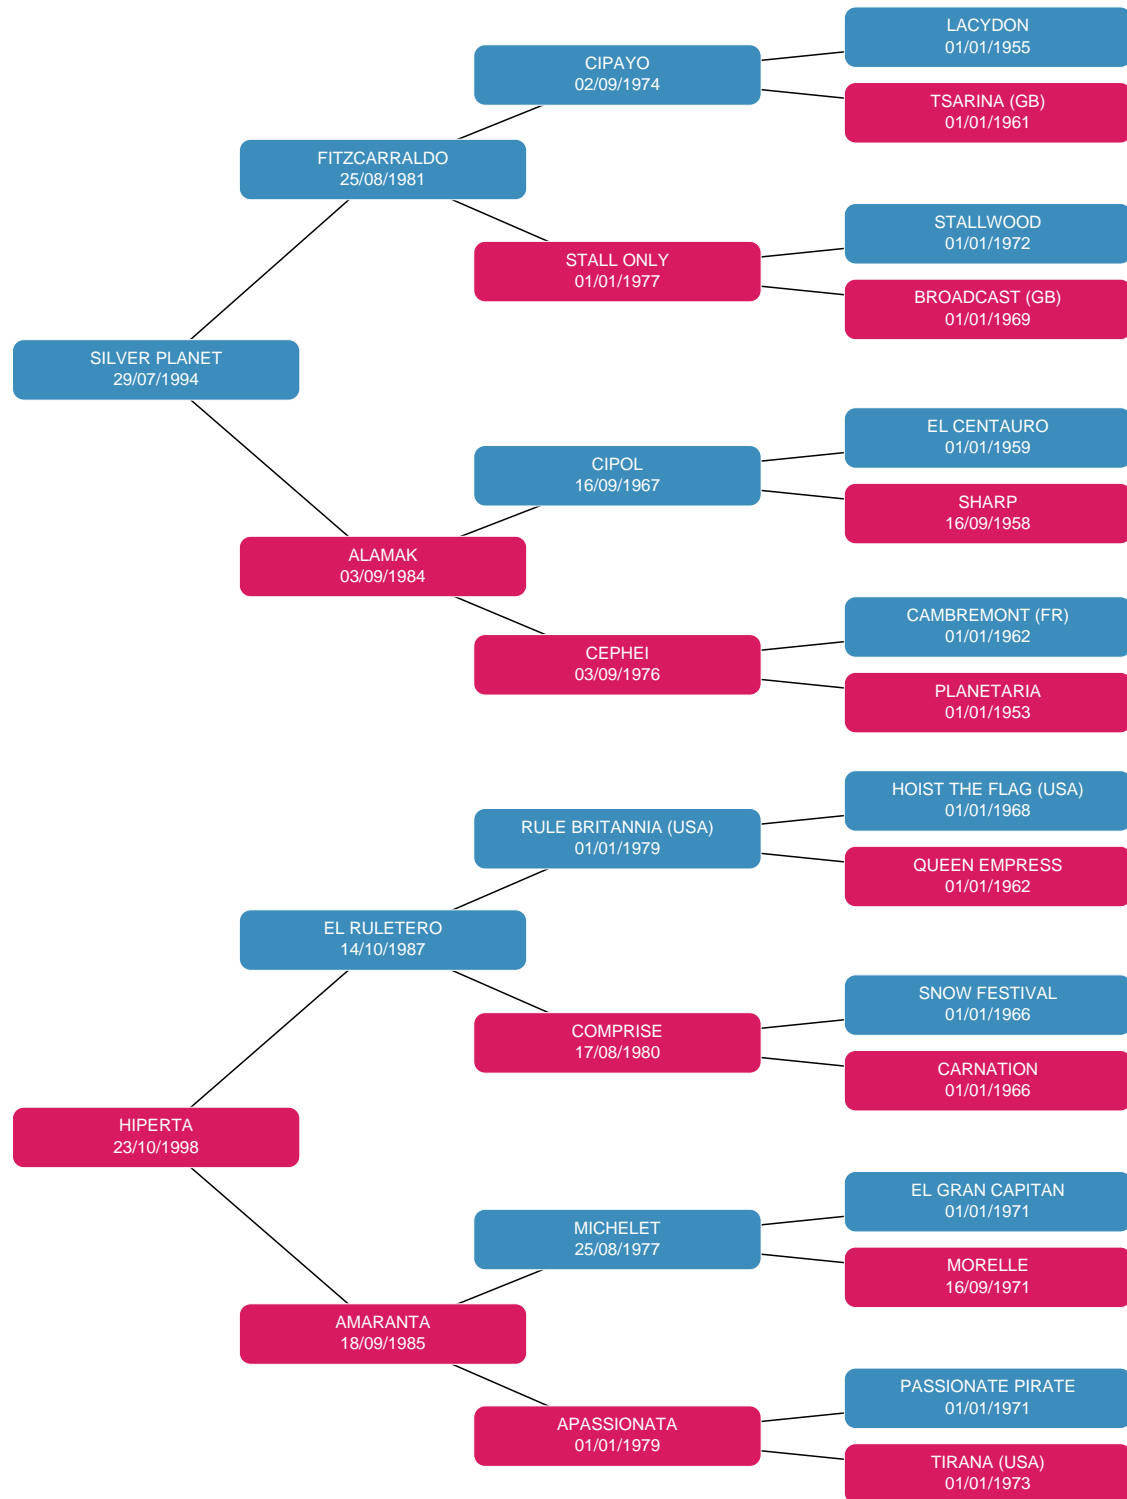 LACYDON
01/01/1955
CIPAYO
02/09/1974
TSARINA (GB)
01/01/1961
FITZCARRALDO
25/08/1981
STALLWOOD
01/01/1972
STALL ONLY
01/01/1977
BROADCAST (GB)
01/01/1969
SILVER PLANET
29/07/1994
EL CENTAURO
01/01/1959
CIPOL
16/09/1967
SHARP
16/09/1958
ALAMAK
03/09/1984
CAMBREMONT (FR)
01/01/1962
CEPHEI
03/09/1976
PLANETARIA
01/01/1953
HOIST THE FLAG (USA)
01/01/1968
RULE BRITANNIA (USA)
01/01/1979
QUEEN EMPRESS
01/01/1962
EL RULETERO
14/10/1987
SNOW FESTIVAL
01/01/1966
COMPRISE
17/08/1980
CARNATION
01/01/1966
HIPERTA
23/10/1998
EL GRAN CAPITAN
01/01/1971
MICHELET
25/08/1977
MORELLE
16/09/1971
AMARANTA
18/09/1985
PASSIONATE PIRATE
01/01/1971
APASSIONATA
01/01/1979
TIRANA (USA)
01/01/1973